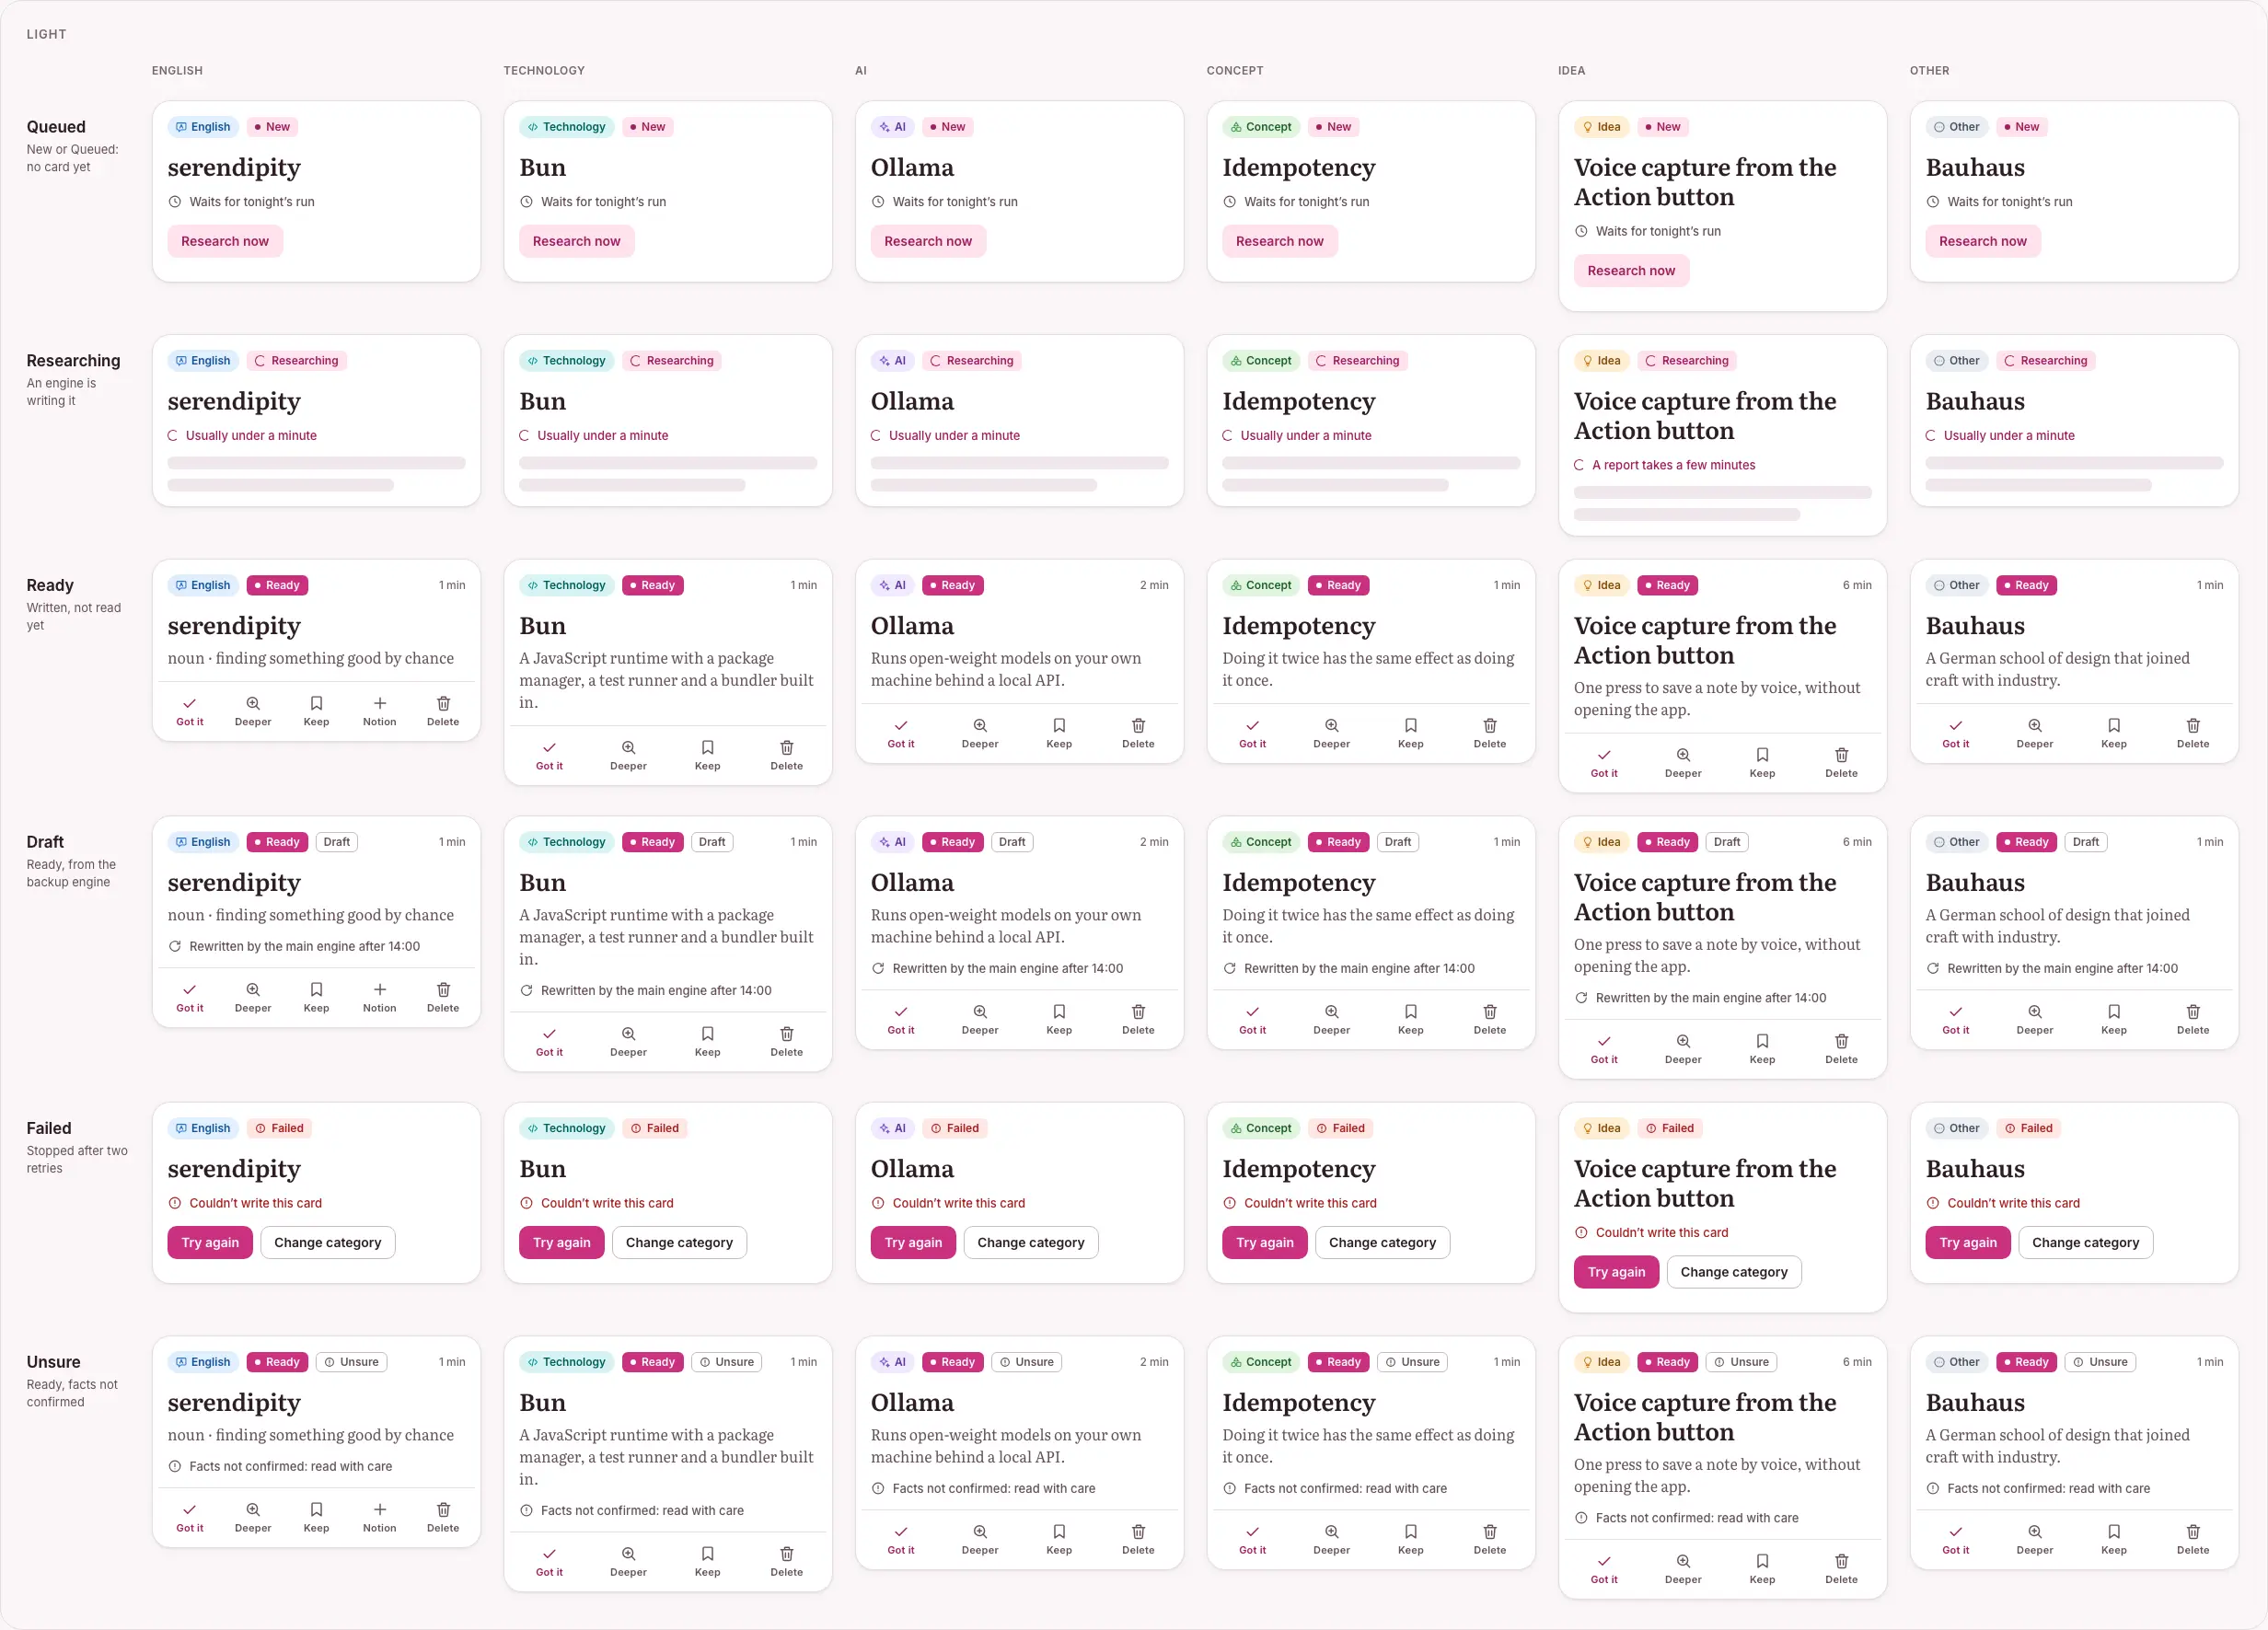 LIGHT
ENGLISH
TECHNOLOGY
AI
CONCEPT
IDEA
OTHER
Queued
New or Queued:
no card yet
English
New
serendipity
Waits for tonight’s run
Research now
Technology
New
Bun
Waits for tonight’s run
Research now
AI
New
Ollama
Waits for tonight’s run
Research now
Concept
New
Idempotency
Waits for tonight’s run
Research now
Idea
New
Voice capture from the
Action button
Waits for tonight’s run
Research now
Other
New
Bauhaus
Waits for tonight’s run
Research now
Researching
An engine is
writing it
English
Researching
serendipity
Usually under a minute
Technology
Researching
Bun
Usually under a minute
AI
Researching
Ollama
Usually under a minute
Concept
Researching
Idempotency
Usually under a minute
Idea
Researching
Voice capture from the
Action button
A report takes a few minutes
Other
Researching
Bauhaus
Usually under a minute
Ready
Written, not read
yet
English
Ready
1 min
serendipity
noun · finding something good by chance
Got it
Deeper
Keep
Notion
Delete
Technology
Ready
1 min
Bun
A JavaScript runtime with a package
manager, a test runner and a bundler built
in.
Got it
Deeper
Keep
Delete
AI
Ready
2 min
Ollama
Runs open-weight models on your own
machine behind a local API.
Got it
Deeper
Keep
Delete
Concept
Ready
1 min
Idempotency
Doing it twice has the same effect as doing
it once.
Got it
Deeper
Keep
Delete
Idea
Ready
6 min
Voice capture from the
Action button
One press to save a note by voice, without
opening the app.
Got it
Deeper
Keep
Delete
Other
Ready
1 min
Bauhaus
A German school of design that joined
craft with industry.
Got it
Deeper
Keep
Delete
Draft
Ready, from the
backup engine
English
Ready
Draft
1 min
serendipity
noun · finding something good by chance
Rewritten by the main engine after 14:00
Got it
Deeper
Keep
Notion
Delete
Technology
Ready
Draft
1 min
Bun
A JavaScript runtime with a package
manager, a test runner and a bundler built
in.
Rewritten by the main engine after 14:00
Got it
Deeper
Keep
Delete
AI
Ready
Draft
2 min
Ollama
Runs open-weight models on your own
machine behind a local API.
Rewritten by the main engine after 14:00
Got it
Deeper
Keep
Delete
Concept
Ready
Draft
1 min
Idempotency
Doing it twice has the same effect as doing
it once.
Rewritten by the main engine after 14:00
Got it
Deeper
Keep
Delete
Idea
Ready
Draft
6 min
Voice capture from the
Action button
One press to save a note by voice, without
opening the app.
Rewritten by the main engine after 14:00
Got it
Deeper
Keep
Delete
Other
Ready
Draft
1 min
Bauhaus
A German school of design that joined
craft with industry.
Rewritten by the main engine after 14:00
Got it
Deeper
Keep
Delete
Failed
Stopped after two
retries
English
Failed
serendipity
Couldn’t write this card
Try again
Change category
Technology
Failed
Bun
Couldn’t write this card
Try again
Change category
AI
Failed
Ollama
Couldn’t write this card
Try again
Change category
Concept
Failed
Idempotency
Couldn’t write this card
Try again
Change category
Idea
Failed
Voice capture from the
Action button
Couldn’t write this card
Try again
Change category
Other
Failed
Bauhaus
Couldn’t write this card
Try again
Change category
Unsure
Ready, facts not
confirmed
English
Ready
Unsure
1 min
serendipity
noun · finding something good by chance
Facts not confirmed: read with care
Got it
Deeper
Keep
Notion
Delete
Technology
Ready
Unsure
1 min
Bun
A JavaScript runtime with a package
manager, a test runner and a bundler built
in.
Facts not confirmed: read with care
Got it
Deeper
Keep
Delete
AI
Ready
Unsure
2 min
Ollama
Runs open-weight models on your own
machine behind a local API.
Facts not confirmed: read with care
Got it
Deeper
Keep
Delete
Concept
Ready
Unsure
1 min
Idempotency
Doing it twice has the same effect as doing
it once.
Facts not confirmed: read with care
Got it
Deeper
Keep
Delete
Idea
Ready
Unsure
6 min
Voice capture from the
Action button
One press to save a note by voice, without
opening the app.
Facts not confirmed: read with care
Got it
Deeper
Keep
Delete
Other
Ready
Unsure
1 min
Bauhaus
A German school of design that joined
craft with industry.
Facts not confirmed: read with care
Got it
Deeper
Keep
Delete